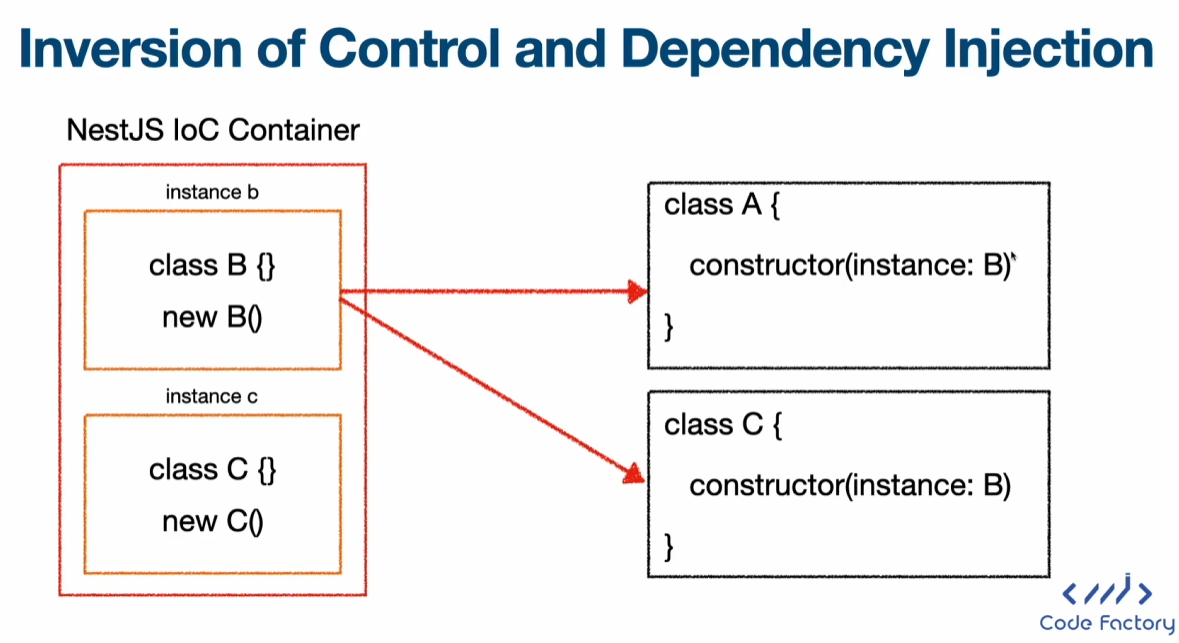 Inversion of Control and Dependency Injection
NestJS IoC Container
instance b
class B {}
new B()
instance c
class C {}
new C()
class A {
constructor(instance: B)
}
class C {
constructor(instance: B)
}
Code Factory